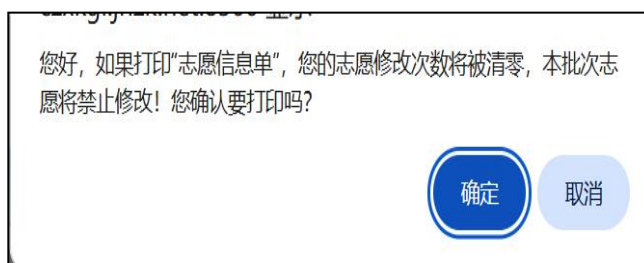 您好，如果打印“志愿信息单”，您的志愿修改次数将被清零，本批次志
愿将禁止修改！您确认要打印吗？
确定
取消